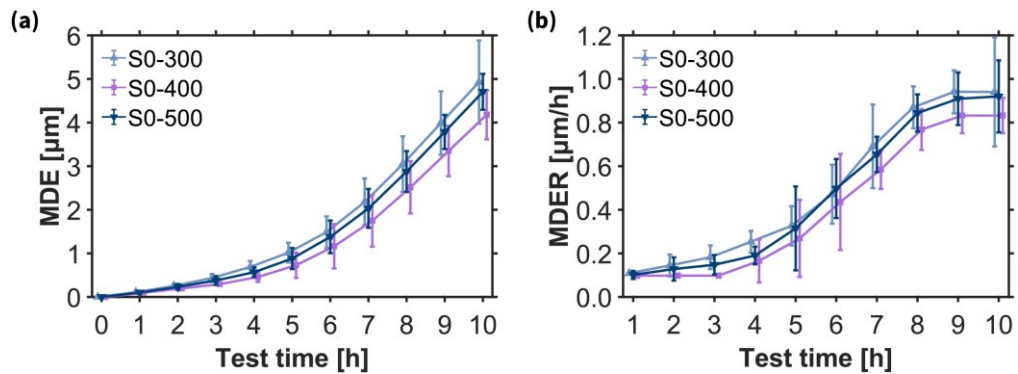 (a)
MDE [µm]
6
5
4
3
2
1
0
S0-300
S0-400
S0-500
0 1 2 3 4 5 6 7 8 9 10
Test time [h]
(b)
MDER [µm/h]
1.2
1.0
0.8
0.6
0.4
0.2
0.0
S0-300
S0-400
S0-500
1 2 3 4 5 6 7 8 9 10
Test time [h]